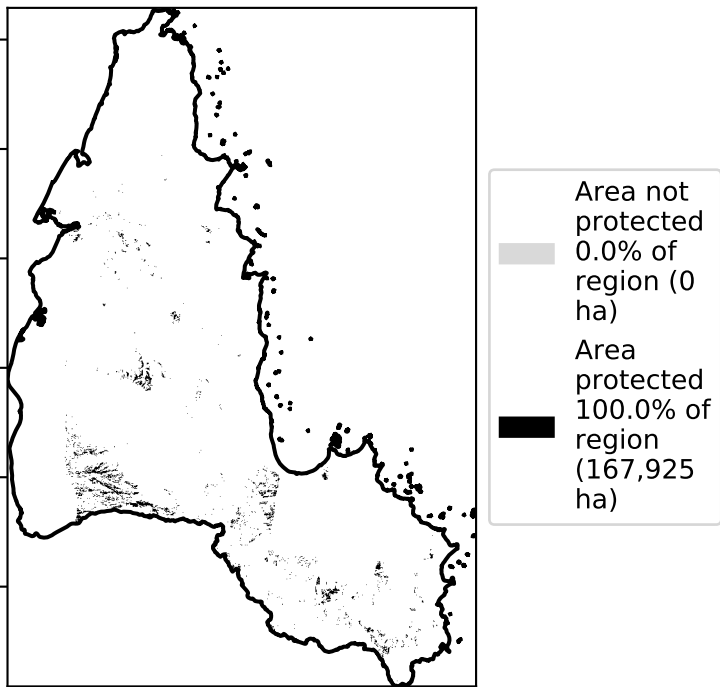 Area not
protected
0.0% of
region (0
ha)
Area
protected
100.0% of
region
(167,925
ha)